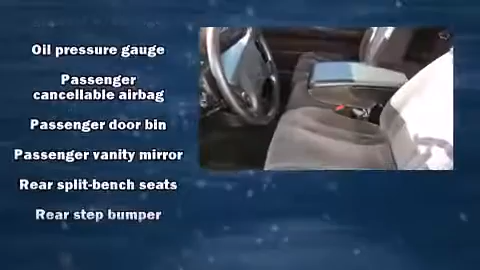 Oil pressure gauge
Passenger
cancellable airbag
Passenger door bin
Passenger vanity mirror
Rear split-bench seats
Rear step bumper